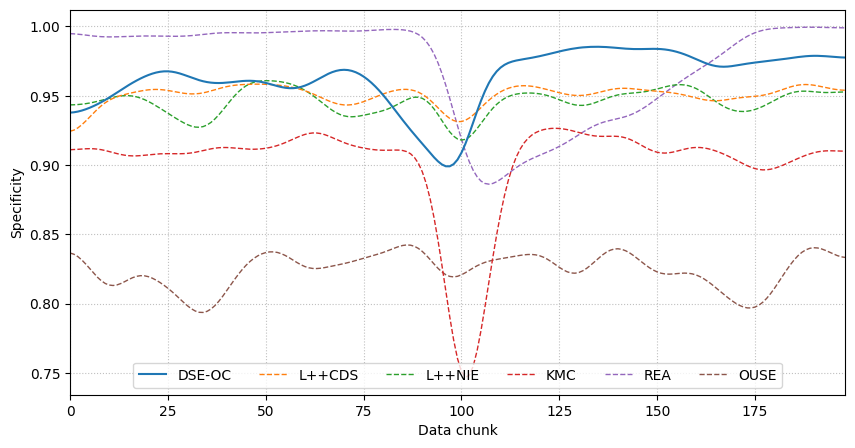 1.00
0.95
0.90
0.85
0.80
0.75
Specificity
DSE-OC L++CDS L++NIE KMC REA OUSE
0 25 50 75 100 125 150 175
Data chunk